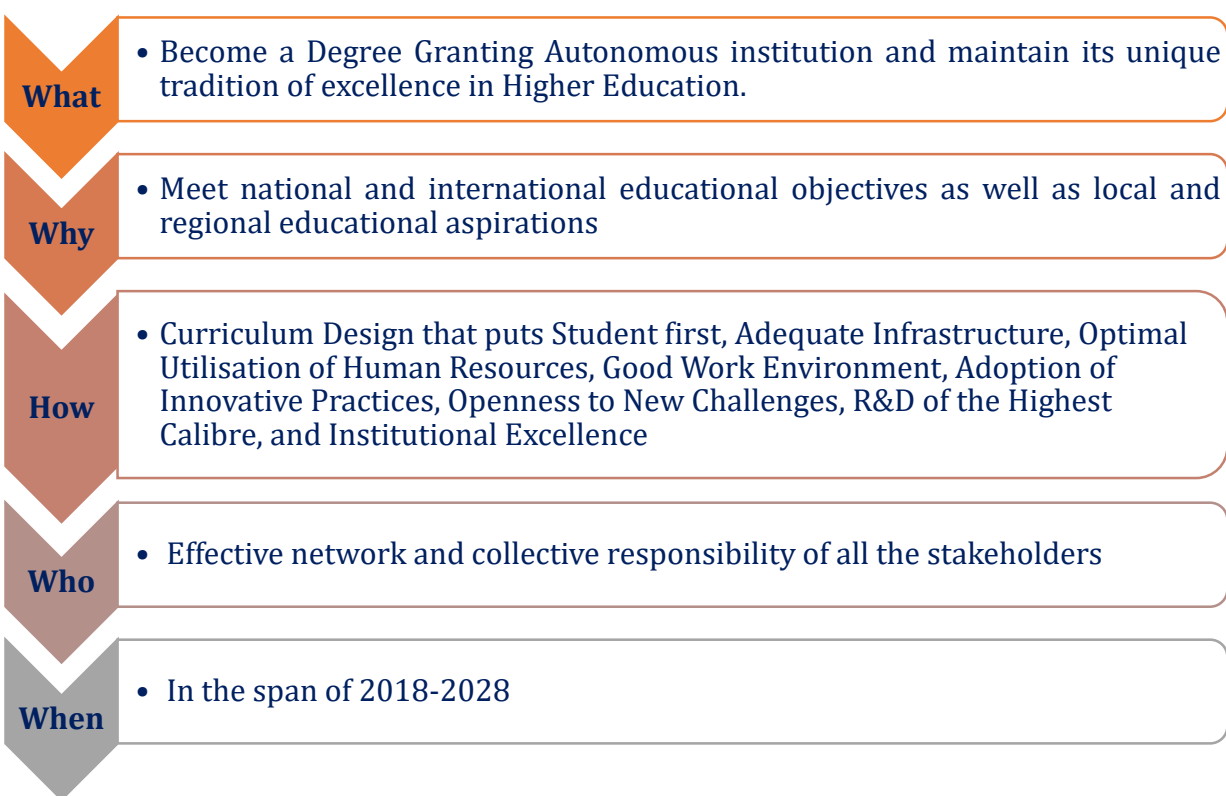 What
• Become a Degree Granting Autonomous institution and maintain its unique
tradition of excellence in Higher Education.
Why
• Meet national and international educational objectives as well as local and
regional educational aspirations
How
• Curriculum Design that puts Student first, Adequate Infrastructure, Optimal
Utilisation of Human Resources, Good Work Environment, Adoption of
Innovative Practices, Openness to New Challenges, R&D of the Highest
Calibre, and Institutional Excellence
Who
• Effective network and collective responsibility of all the stakeholders
When
• In the span of 2018-2028